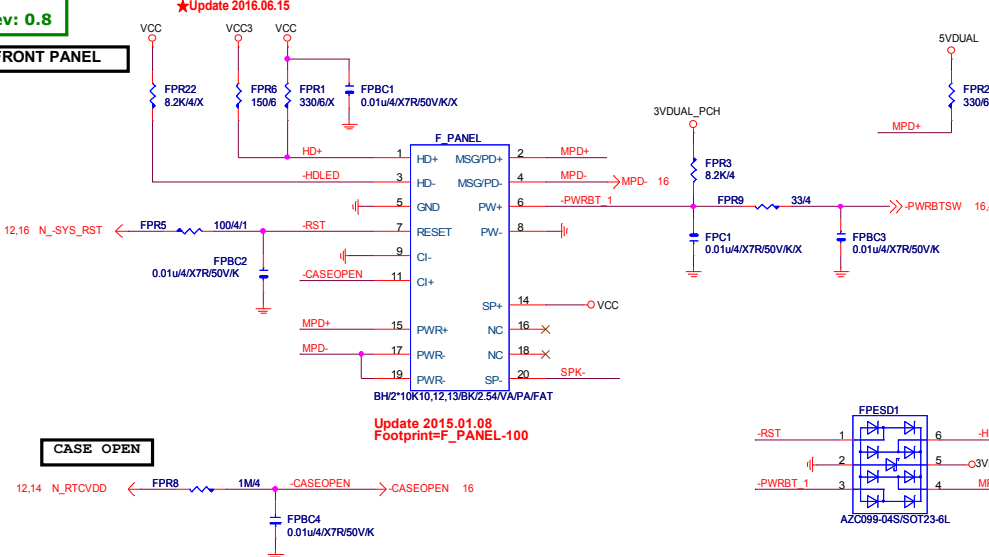 ★Update 2016.06.15
ev: 0.8
FRONT PANEL
VCC
VCC3
VCC
5VDUAL
FPR22
8.2K/4/X
FPR6
150/6
FPR1
330/6/X
FPBC1
0.01u/4/X7R/50V/K/X
FPR2
330/6
MPD+
3VDUAL_PCH
FPR3
8.2K/4
F_PANEL
HD+
1
HD+
MSG/PD+
2
MPD+
-HDLED
3
HD-
MSG/PD-
4
MPD-
MPD- 16
5
GND
PW+
6
-PWRBT_1
FPR9
33/4
-PWRBTSW 16,
12,16 N_-SYS_RST
FPR5
100/4/1
-RST
7
RESET
PW-
8
FPBC2
0.01u/4/X7R/50V/K
FPC1
0.01u/4/X7R/50V/K/X
FPBC3
0.01u/4/X7R/50V/K
9
CI-
-CASEOPEN
11
CI+
SP+
14
VCC
MPD+
15
PWR+
NC
16
MPD-
17
PWR-
NC
18
19
PWR-
SP-
20
SPK-
BH/2*10K10,12,13/BK/2.54/VA/PA/FAT
Update 2015.01.08
Footprint=F_PANEL-100
CASE OPEN
12,14 N_RTCVDD
FPR8
1M/4
-CASEOPEN
-CASEOPEN 16
FPBC4
0.01u/4/X7R/50V/K
FPESD1
-RST
1
6
-H
2
5
3V
-PWRBT_1
3
4
AZC099-04S/SOT23-6L